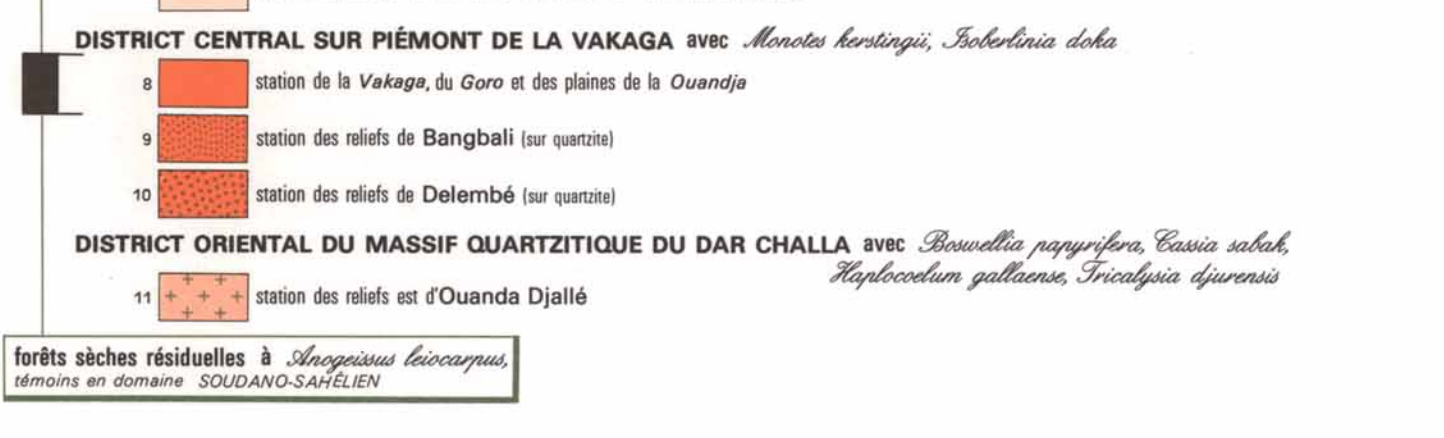 DISTRICT CENTRAL SUR PIÉMONT DE LA VAKAGA avec Monotes kerstingii, Isoberlinia doka
8 station de la Vakaga, du Goro et des plaines de la Ouandja
9 station des reliefs de Bangbali (sur quartzite)
10 station des reliefs de Delembé (sur quartzite)
DISTRICT ORIENTAL DU MASSIF QUARTZITIQUE DU DAR CHALLA avec Boswellia papyrifera, Cassia sabak,
Haplocoelum gallaense, Tricalysia djurensis
11 station des reliefs est d'Ouanda Djallé
forêts sèches résiduelles à Anogeissus leiocarpus,
témoins en domaine SOUDANO-SAHÉLIEN